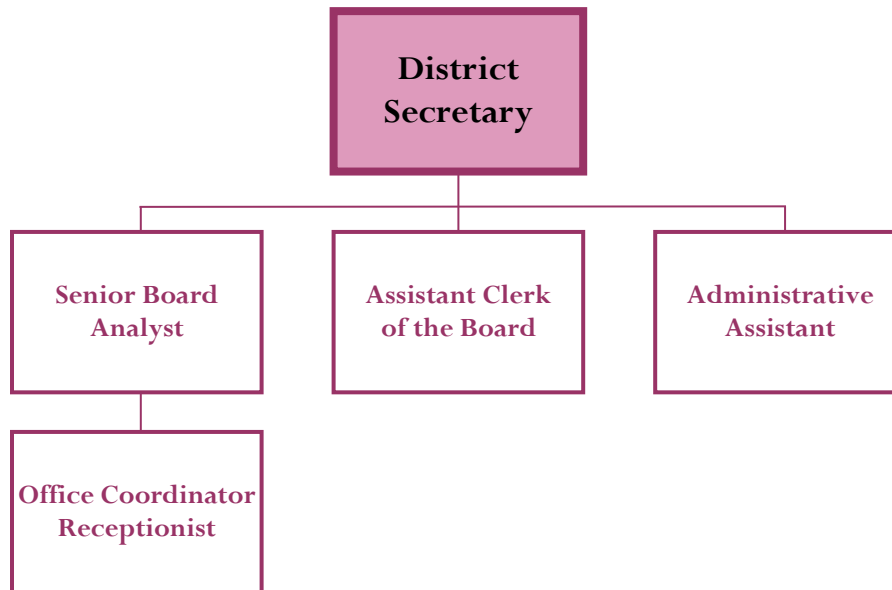 District
Secretary
Senior Board
Analyst
Assistant Clerk
of the Board
Administrative
Assistant
Office Coordinator
Receptionist